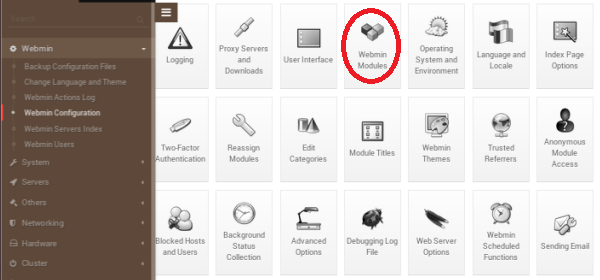 Search
Webmin
Backup Configuration Files
Change Language and Theme
Webmin Actions Log
Webmin Configuration
Webmin Servers Index
Webmin Users
System
Servers
Others
Networking
Hardware
Cluster
Logging
Proxy Servers and
Downloads
User Interface
Webmin
Modules
Operating
System and
Environment
Language and
Locale
Index Page
Options
Two-Factor
Authentication
Reassign
Modules
Edit
Categories
Module Titles
Webmin
Themes
Trusted
Referrers
Anonymous
Module
Access
Blocked Hosts
and Users
Background
Status
Collection
Advanced
Options
Debugging Log
File
Web Server
Options
Webmin
Scheduled
Functions
Sending Email